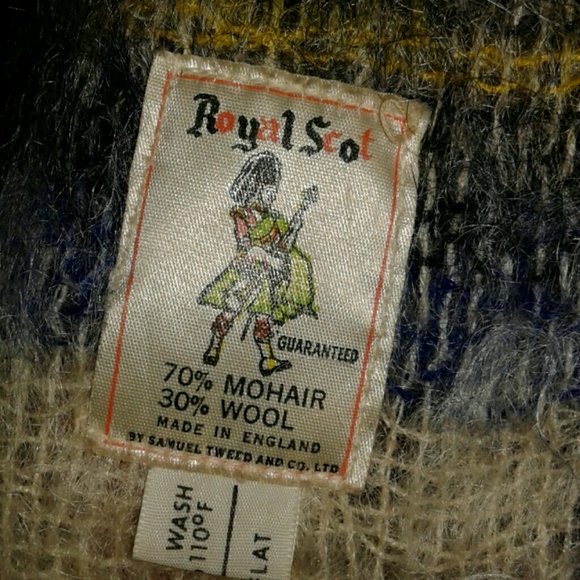 Royal Scot
GUARANTEED
70% MOHAIR
30% WOOL
MADE IN ENGLAND
BY SAMUEL TWEED AND CO. LTD
WASH
110°F
FLAT